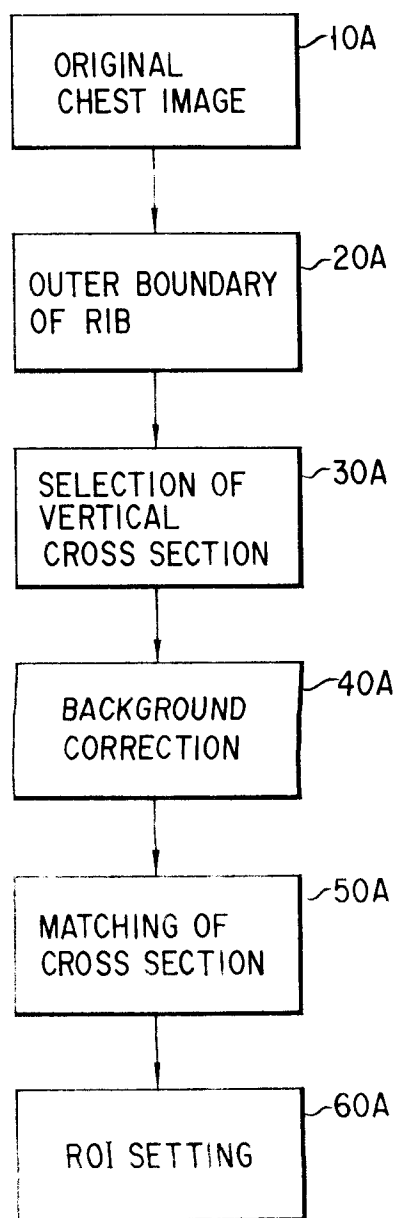 10A
ORIGINAL
CHEST IMAGE
20A
OUTER BOUNDARY
OF RIB
30A
SELECTION OF
VERTICAL
CROSS SECTION
40A
BACKGROUND
CORRECTION
50A
MATCHING OF
CROSS SECTION
60A
ROI SETTING